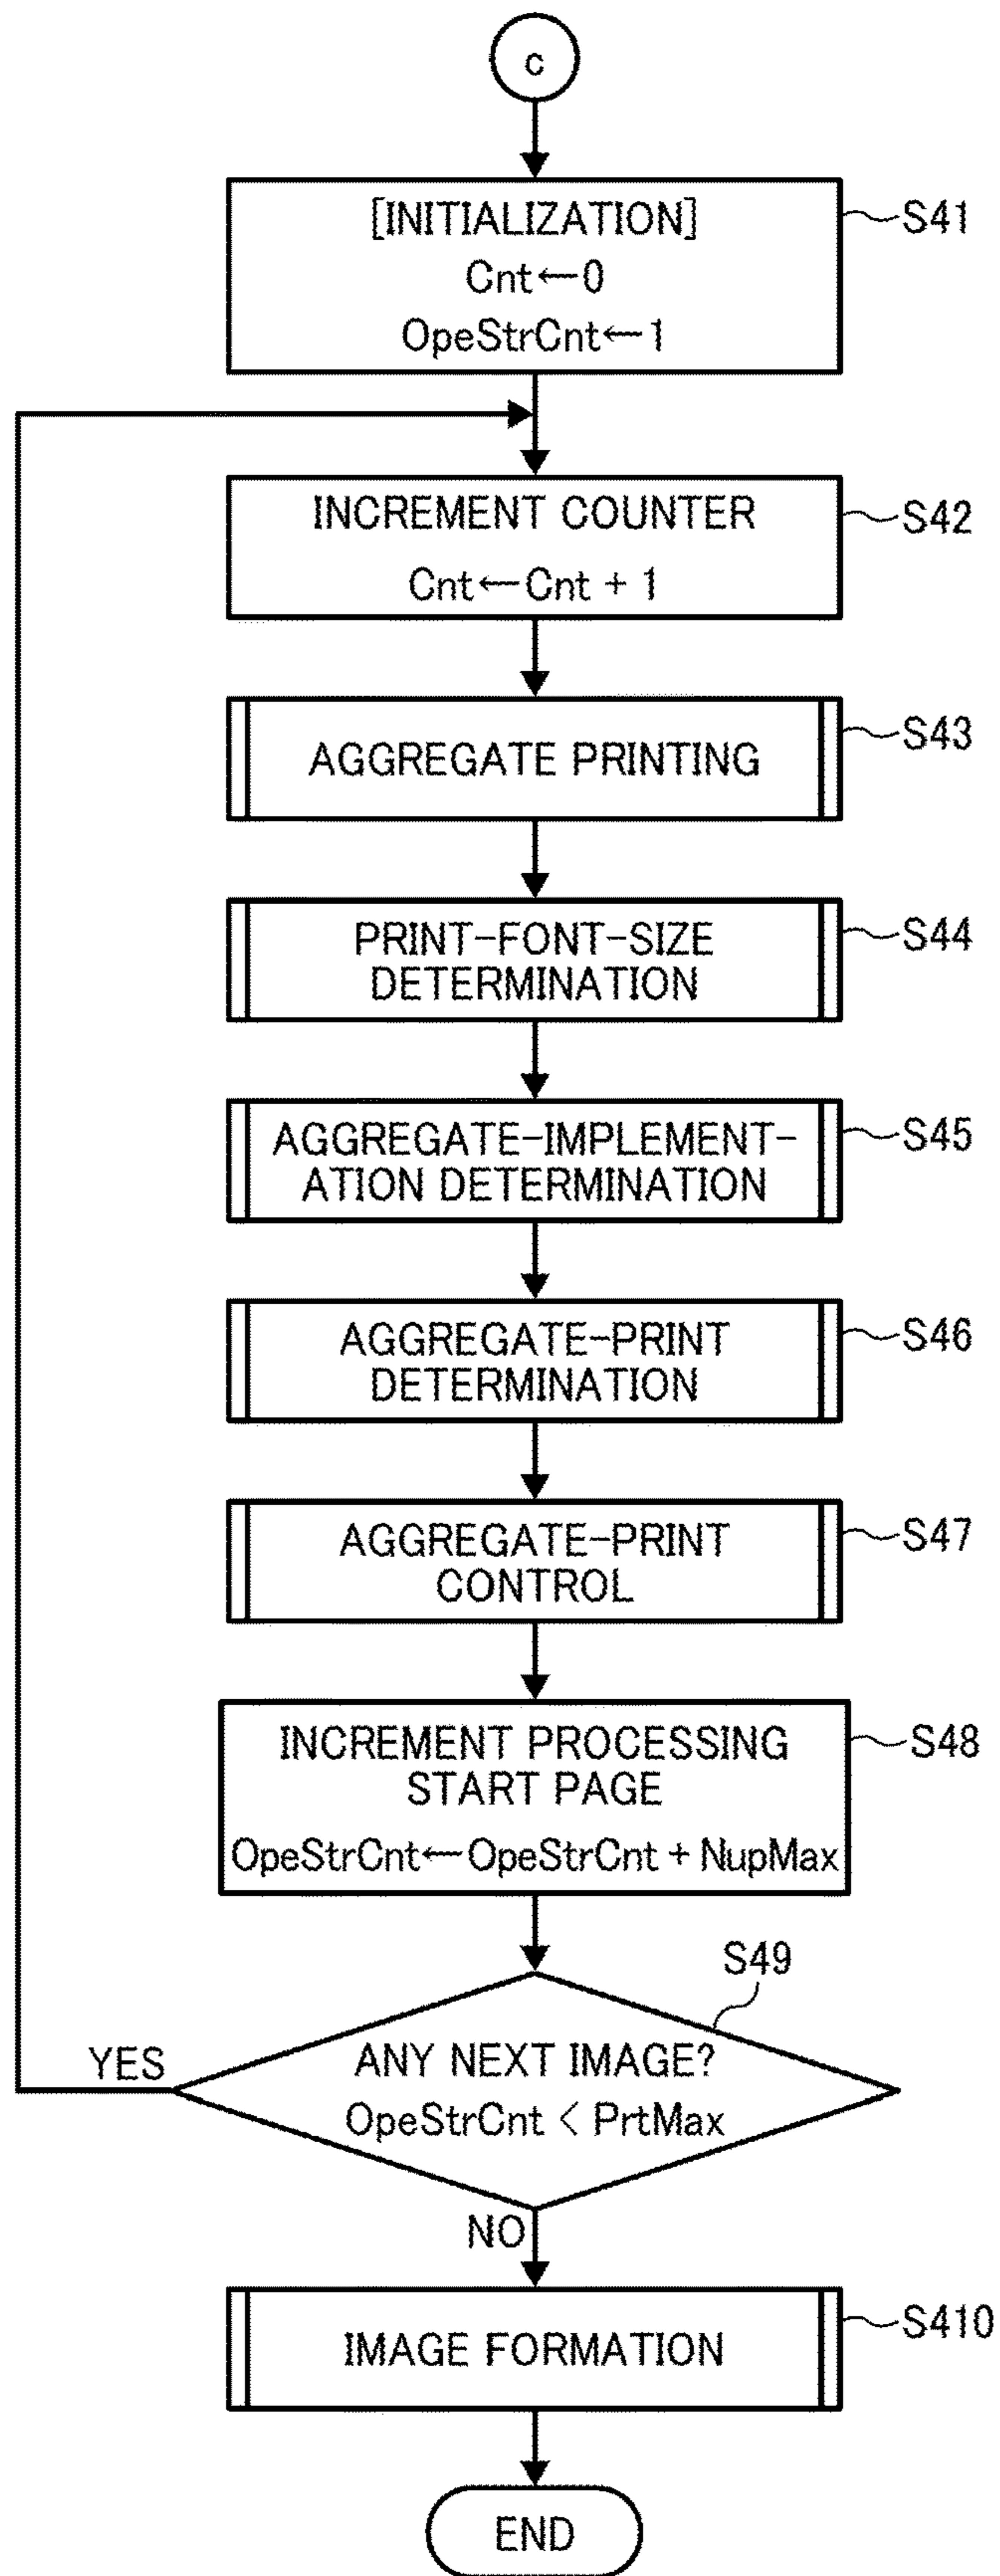 c
[INITIALIZATION]
Cnt←0
OpeStrCnt←1
S41
INCREMENT COUNTER
Cnt←Cnt + 1
S42
AGGREGATE PRINTING
S43
PRINT-FONT-SIZE
DETERMINATION
S44
AGGREGATE-IMPLEMENT-
ATION DETERMINATION
S45
AGGREGATE-PRINT
DETERMINATION
S46
AGGREGATE-PRINT
CONTROL
S47
INCREMENT PROCESSING
START PAGE
OpeStrCnt←OpeStrCnt + NupMax
S48
S49
ANY NEXT IMAGE?
OpeStrCnt < PrtMax
YES
NO
IMAGE FORMATION
S410
END